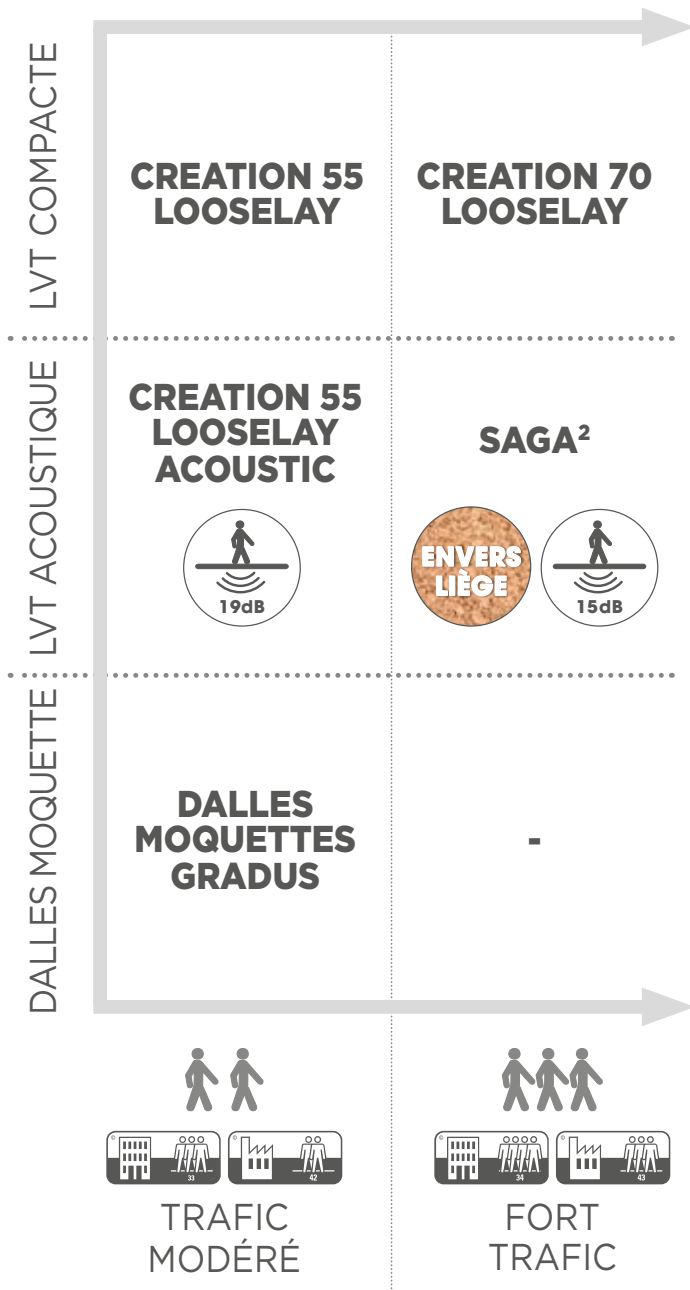 LVT COMPACTE
CREATION 55
LOOSELAY
CREATION 70
LOOSELAY
LVT ACOUSTIQUE
CREATION 55
LOOSELAY
ACOUSTIC
19dB
SAGA²
ENVERS
LIÈGE
15dB
DALLES MOQUETTE
DALLES
MOQUETTES
GRADUS
-
©
33
©
42
©
34
©
43
TRAFIC
MODÉRÉ
FORT
TRAFIC